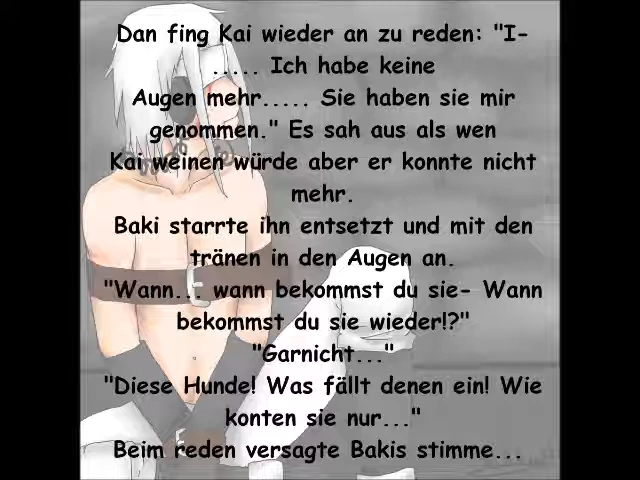 Dan fing Kai wieder an zu reden: "I-
..... Ich habe keine
Augen mehr..... Sie haben sie mir
genommen." Es sah aus als wen
Kai weinen würde aber er konnte nicht
mehr.
Baki starrte ihn entsetzt und mit den
tränen in den Augen an.
"Wann... wann bekommst du sie- Wann
bekommst du sie wieder!?"
"Garnicht..."
"Diese Hunde! Was fällt denen ein! Wie
konten sie nur..."
Beim reden versagte Bakis stimme...